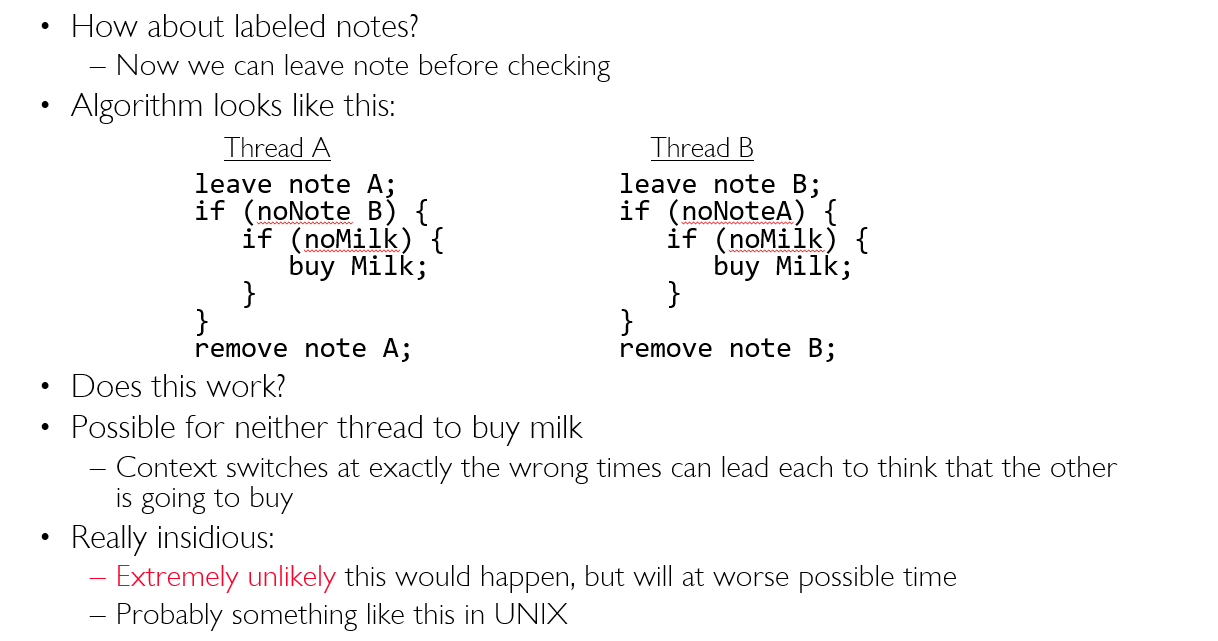 • How about labeled notes?
– Now we can leave note before checking
• Algorithm looks like this:
Thread A
leave note A;
if (noNote B) {
if (noMilk) {
buy Milk;
}
}
remove note A;
Thread B
leave note B;
if (noNoteA) {
if (noMilk) {
buy Milk;
}
}
remove note B;
• Does this work?
• Possible for neither thread to buy milk
– Context switches at exactly the wrong times can lead each to think that the other
is going to buy
• Really insidious:
– Extremely unlikely this would happen, but will at worse possible time
– Probably something like this in UNIX